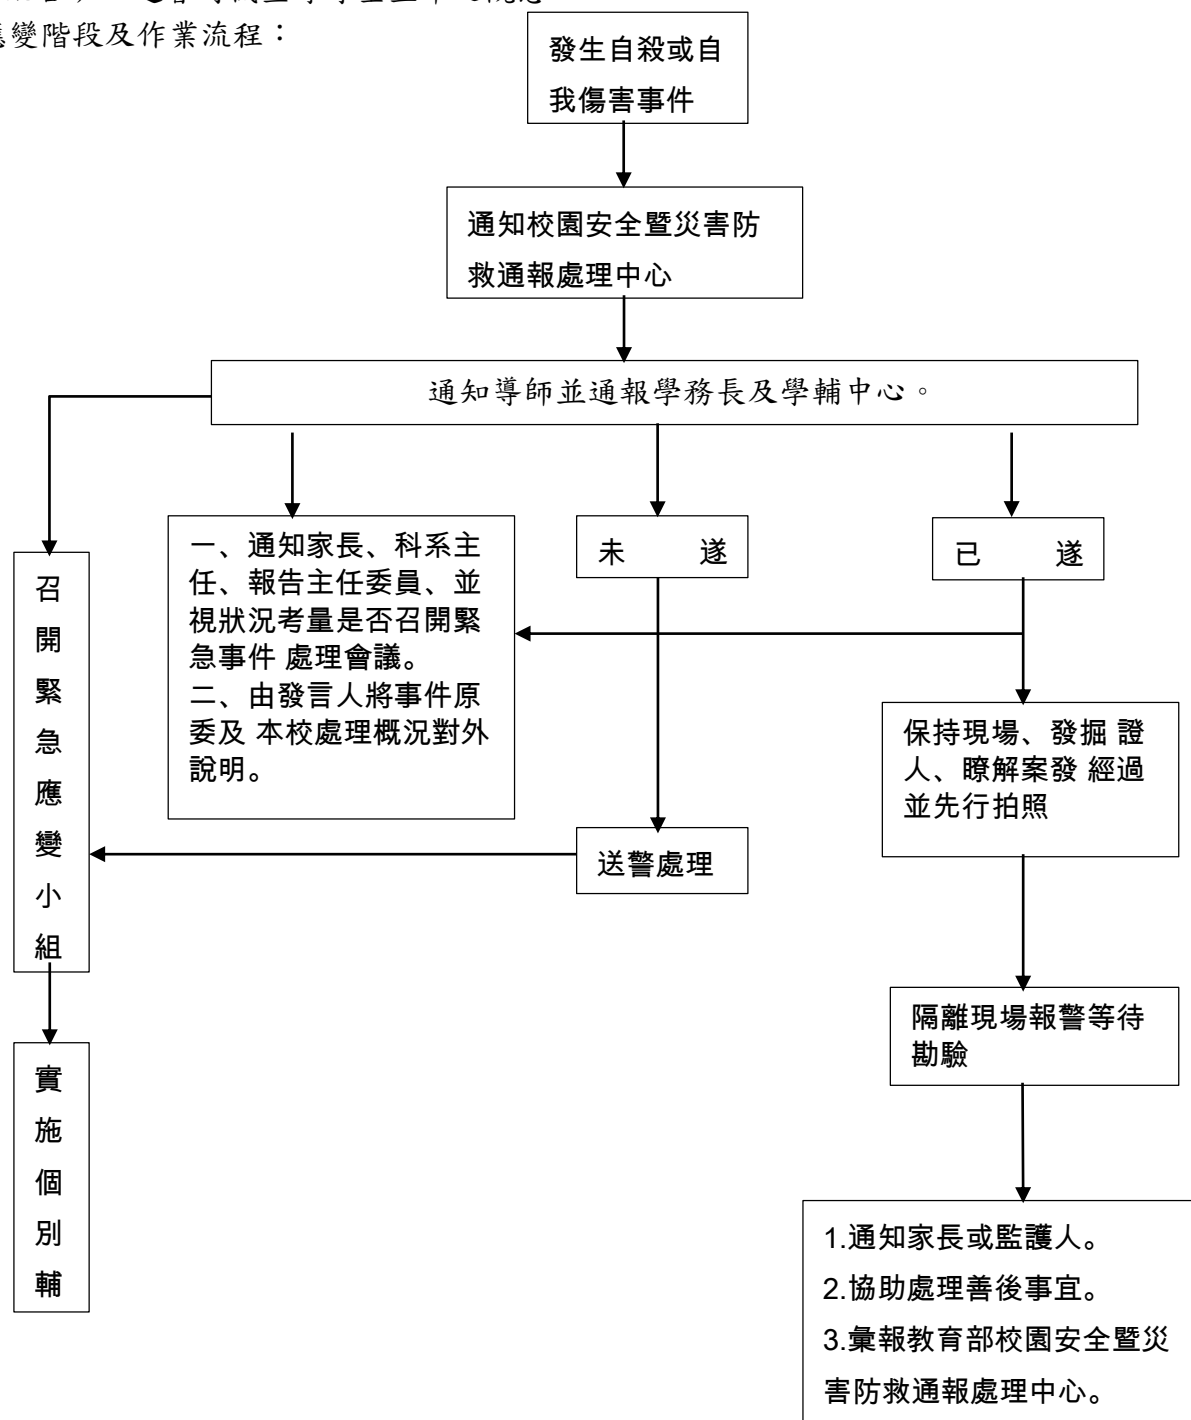 應變階段及作業流程：
發生自殺或自
我傷害事件
通知校園安全暨災害防
救通報處理中心
通知導師並通報學務長及學輔中心。
一、通知家長、科系主
任、報告主任委員、並
視狀況考量是否召開緊
急事件 處理會議。
二、由發言人將事件原
委及 本校處理概況對外
說明。
未 遂
已 遂
召
開
緊
急
應
變
小
組
保持現場、發掘 證
人、瞭解案發 經過
並先行拍照
送警處理
隔離現場報警等待
勘驗
實
施
個
別
輔
1.通知家長或監護人。
2.協助處理善後事宜。
3.彙報教育部校園安全暨災
害防救通報處理中心。